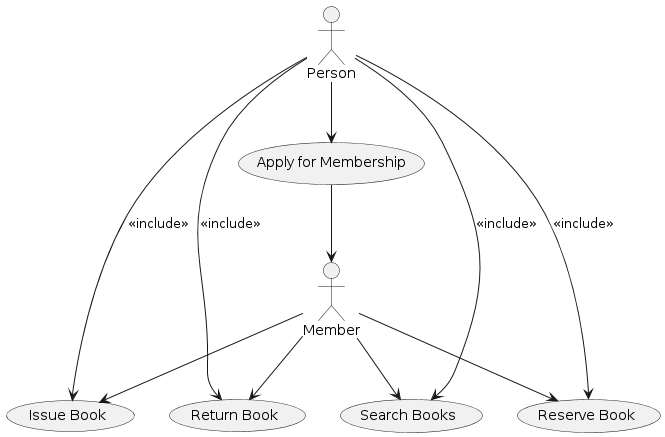 Person
Apply for Membership
«include»
«include»
«include»
«include»
Member
Issue Book
Return Book
Search Books
Reserve Book